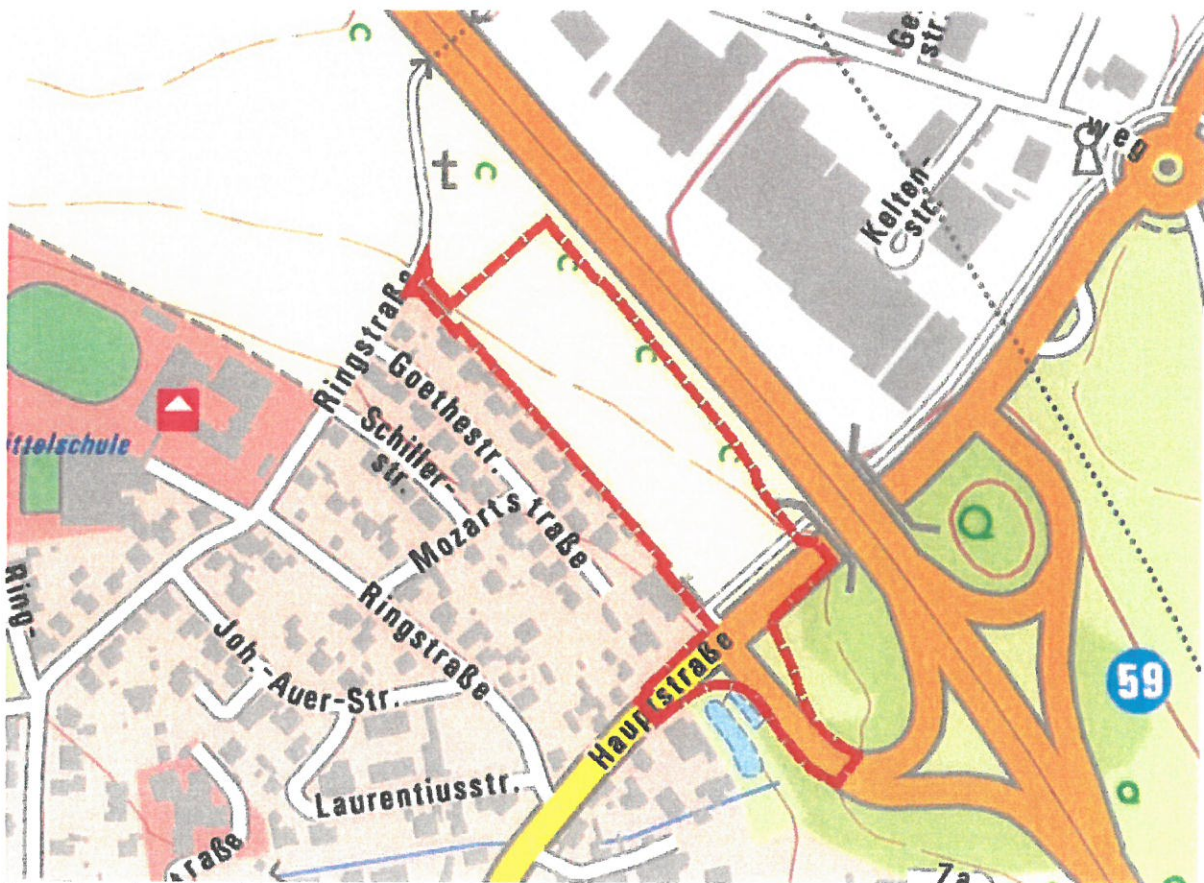 Ge-
str.
weg
Kelten-
str.
Ringstraße
Goethestr.
Schiller-
str.
ittelschule
Mozartstraße
Ring-
Ringstraße
Joh.-Auer-Str.
Hauptstraße
59
Laurentiusstr.
traße
7a